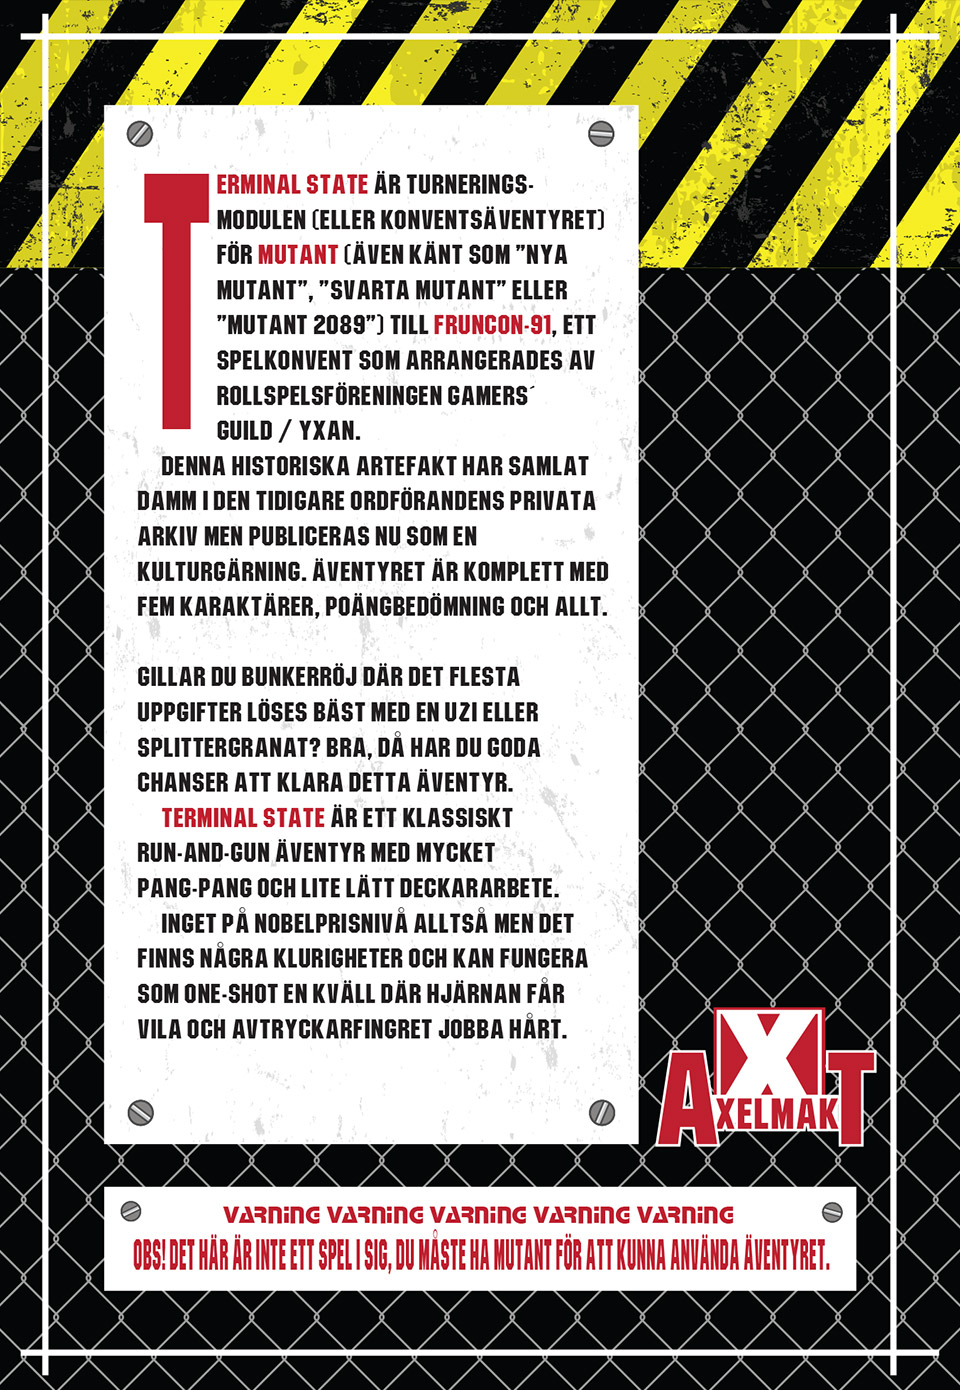 TERMINAL STATE ÄR TURNERINGS-
MODULEN (ELLER KONVENTSÄVENTYRET)
FÖR MUTANT (ÄVEN KÄNT SOM ”NYA
MUTANT”, ”SVARTA MUTANT” ELLER
”MUTANT 2089”) TILL FRUNCON-91, ETT
SPELKONVENT SOM ARRANGERADES AV
ROLLSPELSFÖRENINGEN GAMERS´
GUILD / YXAN.
DENNA HISTORISKA ARTEFAKT HAR SAMLAT
DAMM I DEN TIDIGARE ORDFÖRANDENS PRIVATA
ARKIV MEN PUBLICERAS NU SOM EN
KULTURGÄRNING. ÄVENTYRET ÄR KOMPLETT MED
FEM KARAKTÄRER, POÄNGBEDÖMNING OCH ALLT.
GILLAR DU BUNKERRÖJ DÄR DET FLESTA
UPPGIFTER LÖSES BÄST MED EN UZI ELLER
SPLITTERGRANAT? BRA, DÅ HAR DU GODA
CHANSER ATT KLARA DETTA ÄVENTYR.
TERMINAL STATE ÄR ETT KLASSISKT
RUN-AND-GUN ÄVENTYR MED MYCKET
PANG-PANG OCH LITE LÄTT DECKARARBETE.
INGET PÅ NOBELPRISNIVÅ ALLTSÅ MEN DET
FINNS NÅGRA KLURIGHETER OCH KAN FUNGERA
SOM ONE-SHOT EN KVÄLL DÄR HJÄRNAN FÅR
VILA OCH AVTRYCKARFINGRET JOBBA HÅRT.
X
AXELMAKT
VARNING VARNING VARNING VARNING VARNING
OBS! DET HÄR ÄR INTE ETT SPEL I SIG, DU MÅSTE HA MUTANT FÖR ATT KUNNA ANVÄNDA ÄVENTYRET.